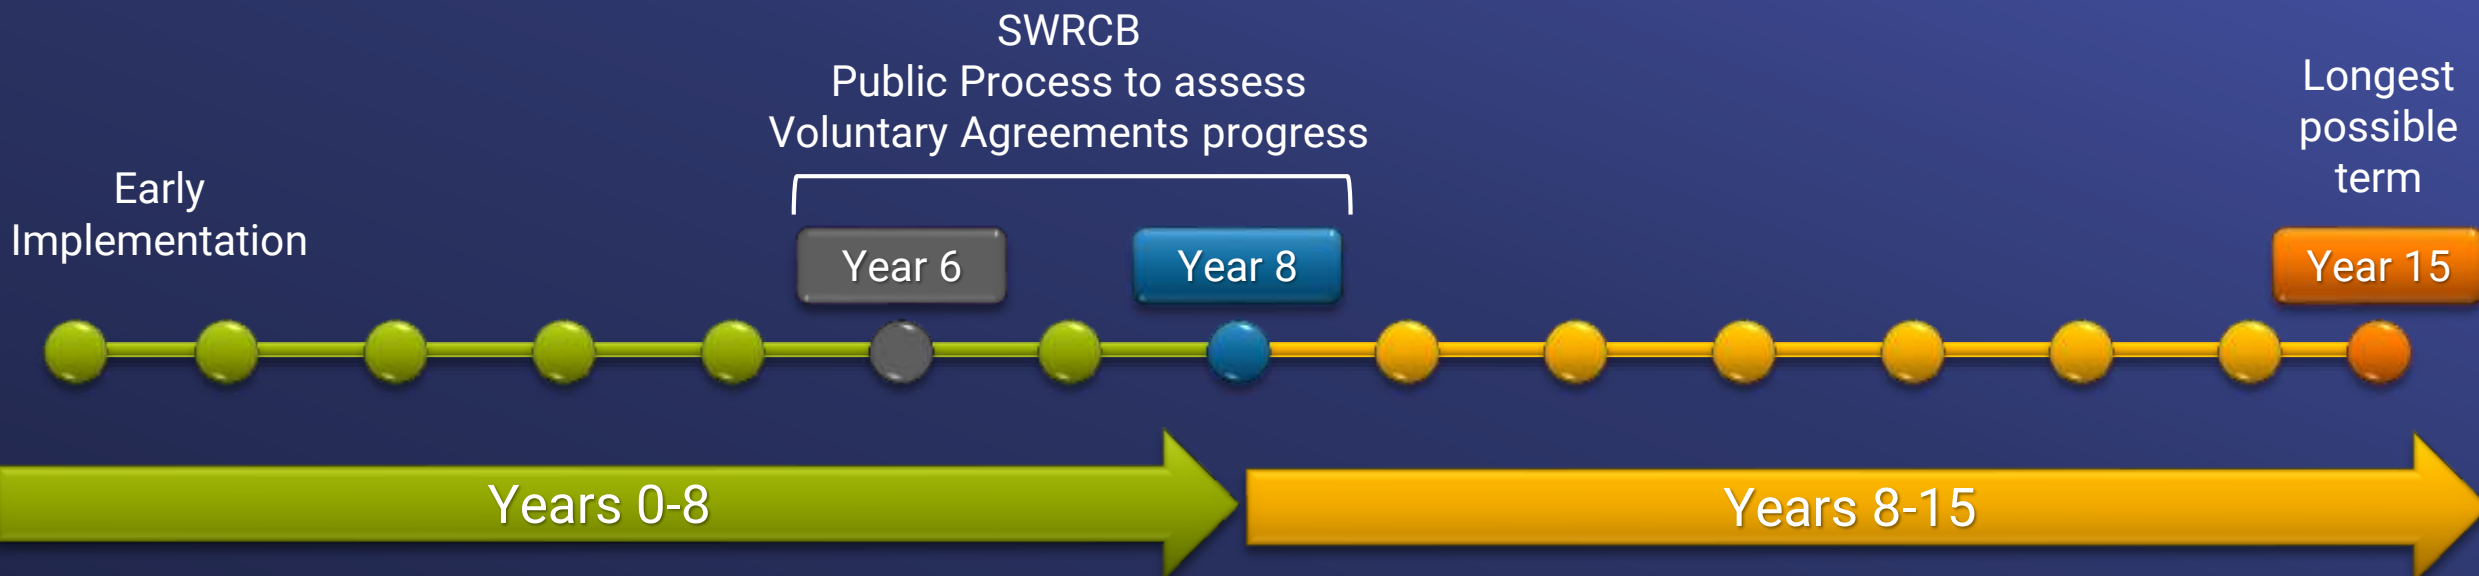 SWRCB
Public Process to assess
Voluntary Agreements progress
Longest
possible
term
Early
Implementation
Year 6
Year 8
Year 15
Years 0-8
Years 8-15